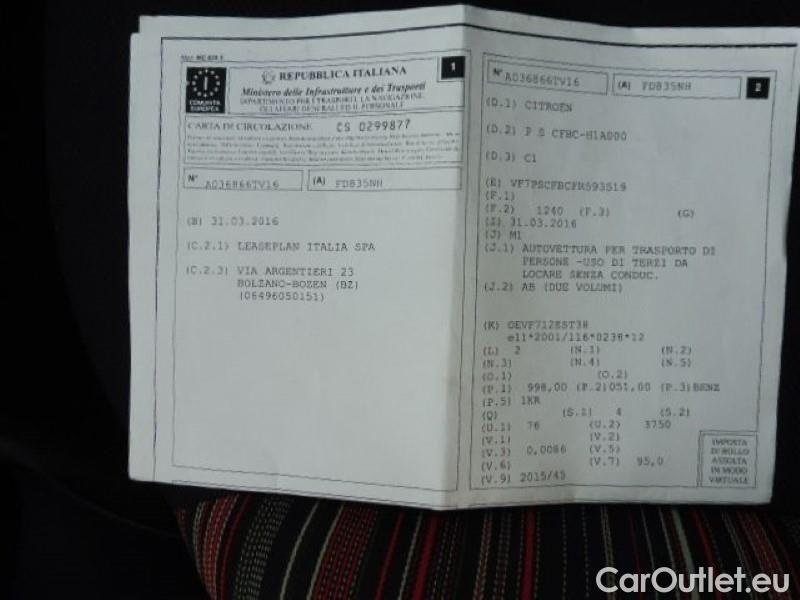 Mod. MC 820 F
COMUNITÀ
EUROPEA
I
REPUBBLICA ITALIANA
1
Ministero delle Infrastrutture e dei Trasporti
DIPARTIMENTO PER I TRASPORTI, LA NAVIGAZIONE,
GLI AFFARI GENERALI ED IL PERSONALE
CARTA DI CIRCOLAZIONE CS 0299877
N° A036866TV16 (A) FD835NH
(B) 31.03.2016
(C.2.1) LEASEPLAN ITALIA SPA
(C.2.3) VIA ARGENTIERI 23
BOLZANO-BOZEN (BZ)
(06496050151)
N° A036866TV16 (A) FD835NH 2
(D.1) CITROEN
(D.2) P S CFBC-H1A000
(D.3) C1
(E) VF7PSCFBCFR593519
(F.1)
(F.2) 1240 (F.3) (G)
(I) 31.03.2016
(J) M1
(J.1) AUTOVETTURA PER TRASPORTO DI
PERSONE -USO DI TERZI DA
LOCARE SENZA CONDUC.
(J.2) AB (DUE VOLUMI)
(K) OEVF712EST38
e11*2001/116*0238*12
(L) 2 (N.1) (N.2)
(N.3) (N.4) (N.5)
(O.1) (O.2)
(P.1) 998,00 (P.2)051,00 (P.3)BENZ
(P.5) 1KR
(Q) (S.1) 4 (S.2)
(U.1) 76 (U.2) 3750
(V.1) (V.2)
(V.3) 0,0086 (V.5)
(V.6) (V.7) 95,0
(V.9) 2015/45
IMPOSTA
DI BOLLO
ASSOLTA
IN MODO
VIRTUALE
CarOutlet.eu